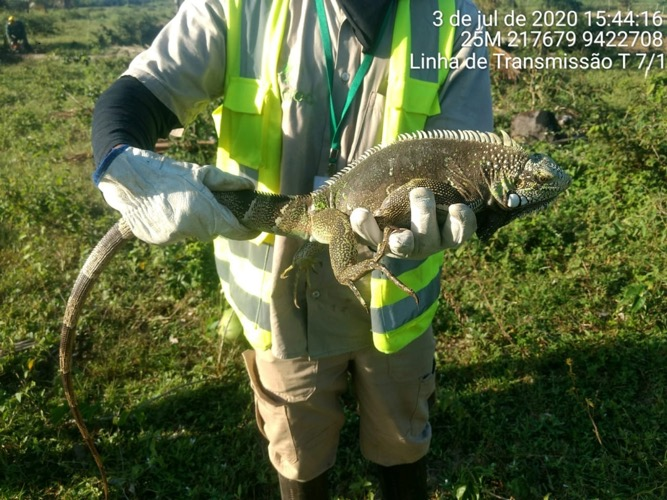 3 de jul de 2020 15:44:16
25M 217679 9422708
Linha de Transmissão T 7/1